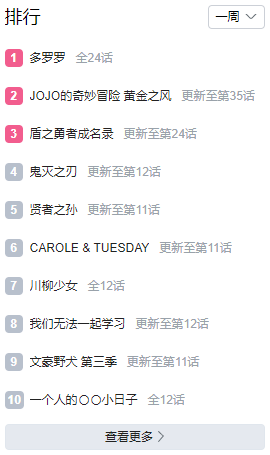 排行 一周
1 多罗罗 全24话
2 JOJO的奇妙冒险 黄金之风 更新至第35话
3 盾之勇者成名录 更新至第24话
4 鬼灭之刃 更新至第12话
5 贤者之孙 更新至第11话
6 CAROLE & TUESDAY 更新至第11话
7 川柳少女 全12话
8 我们无法一起学习 更新至第12话
9 文豪野犬 第三季 更新至第11话
10 一个人的〇〇小日子 全12话
查看更多